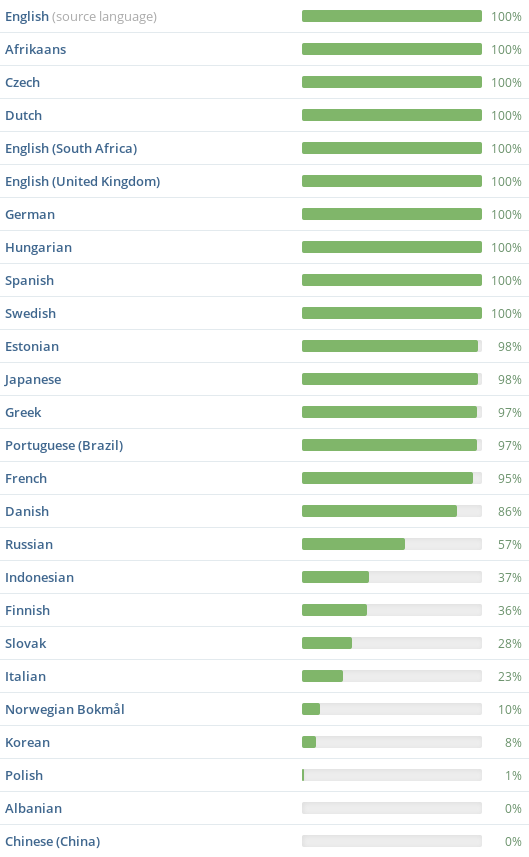 English (source language) 100%
Afrikaans 100%
Czech 100%
Dutch 100%
English (South Africa) 100%
English (United Kingdom) 100%
German 100%
Hungarian 100%
Spanish 100%
Swedish 100%
Estonian 98%
Japanese 98%
Greek 97%
Portuguese (Brazil) 97%
French 95%
Danish 86%
Russian 57%
Indonesian 37%
Finnish 36%
Slovak 28%
Italian 23%
Norwegian Bokmål 10%
Korean 8%
Polish 1%
Albanian 0%
Chinese (China) 0%